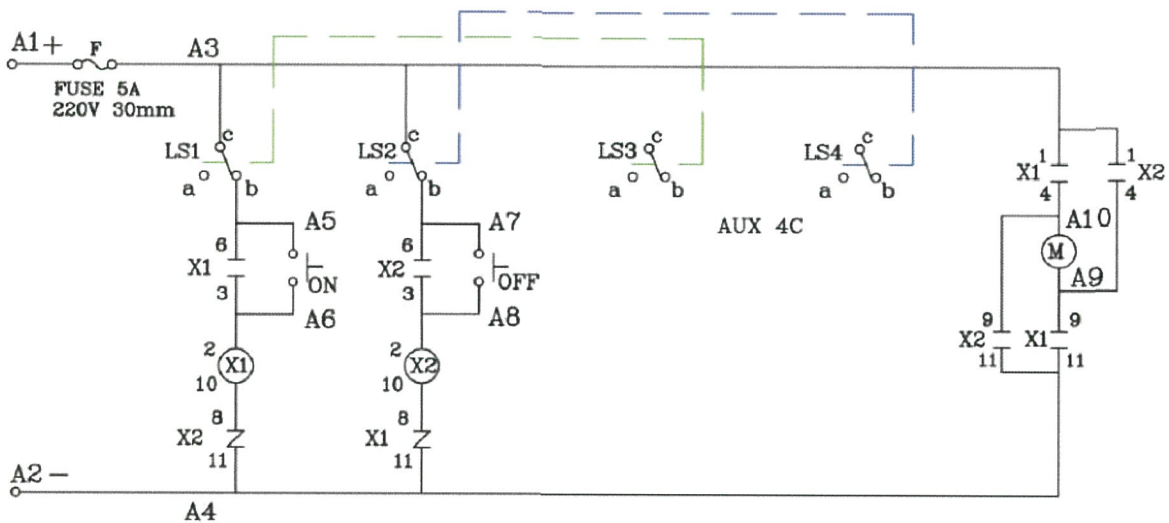 A1+
F
A3
FUSE 5A
220V 30mm
c
LS1
a
b
c
LS2
a
b
c
LS3
a
b
c
LS4
a
b
AUX 4C
1
X1
4
1
X2
4
A5
6
X1
3
ON
A6
A7
6
X2
3
OFF
A8
A10
M
A9
2
X1
10
2
X2
10
9
X2
11
9
X1
11
8
X2
11
8
X1
11
A2-
A4